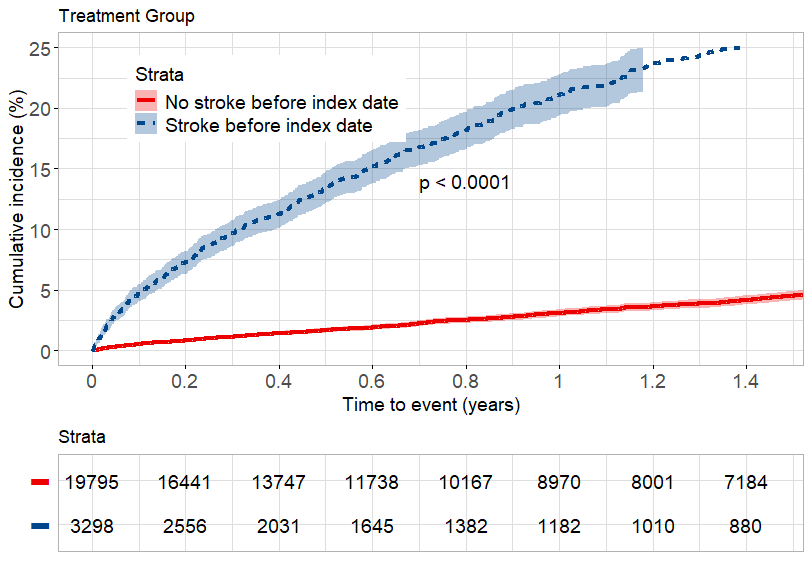 Treatment Group
Cumulative incidence (%)
25
20
15
10
5
0
Strata
No stroke before index date
Stroke before index date
p < 0.0001
0 0.2 0.4 0.6 0.8 1 1.2 1.4
Time to event (years)
Strata
19795 16441 13747 11738 10167 8970 8001 7184
3298 2556 2031 1645 1382 1182 1010 880